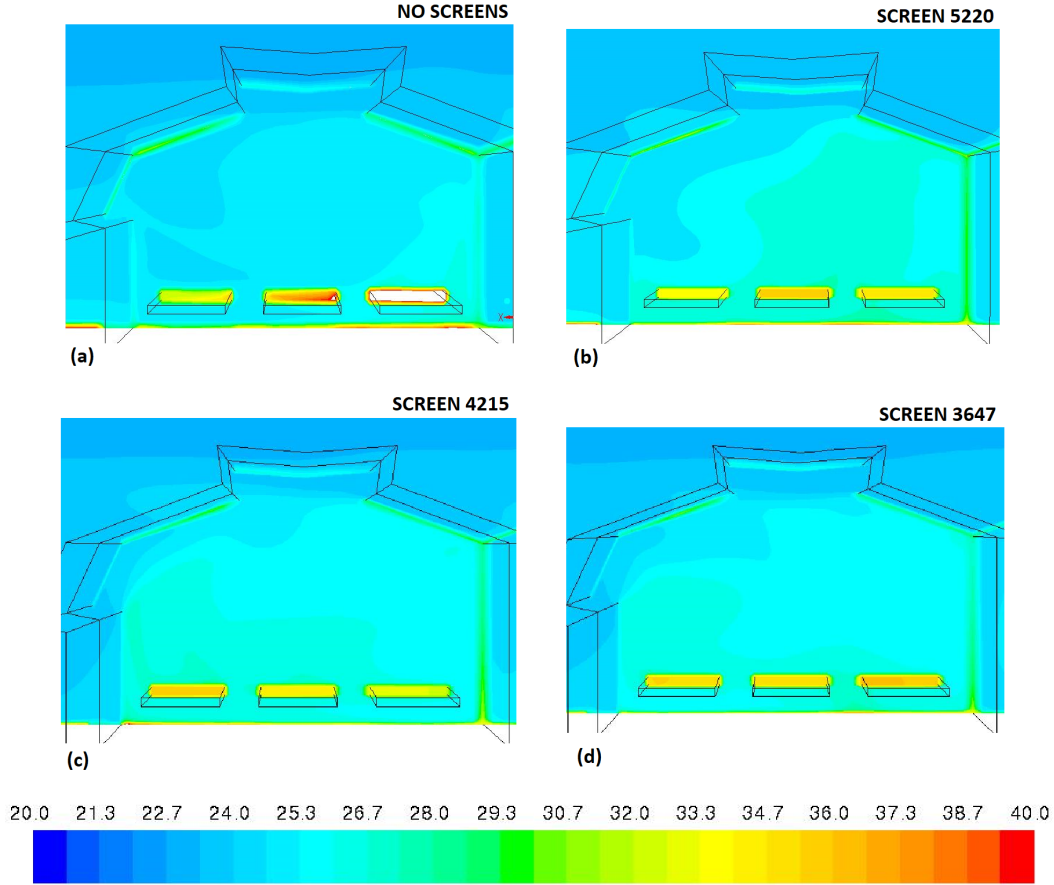 NO SCREENS
SCREEN 5220
X
(a)
(b)
SCREEN 4215
SCREEN 3647
(c)
(d)
20.0 21.3 22.7 24.0 25.3 26.7 28.0 29.3 30.7 32.0 33.3 34.7 36.0 37.3 38.7 40.0